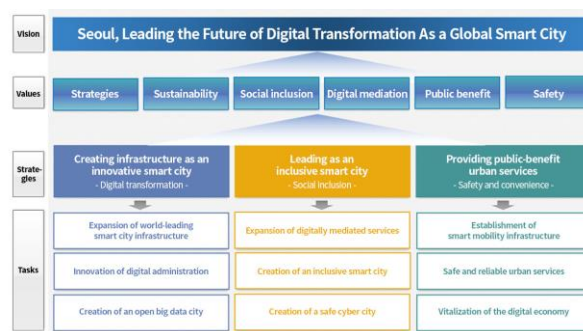 Vision
Seoul, Leading the Future of Digital Transformation As a Global Smart City
Values
Strategies
Sustainability
Social inclusion
Digital mediation
Public benefit
Safety
Strate-
gies
Creating infrastructure as an
innovative smart city
- Digital transformation -
Leading as an
inclusive smart city
- Social inclusion -
Providing public-benefit
urban services
- Safety and convenience -
Tasks
Expansion of world-leading
smart city infrastructure
Expansion of digitally mediated services
Establishment of
smart mobility infrastructure
Innovation of digital administration
Creation of an inclusive smart city
Safe and reliable urban services
Creation of an open big data city
Creation of a safe cyber city
Vitalization of the digital economy